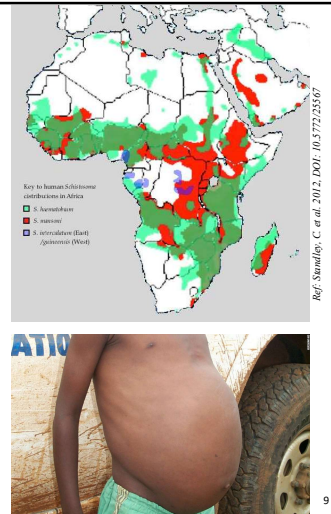 Key to human Schistosoma
distributions in Africa
S. haematobium
S. mansoni
S. intercalatum (East)
/guineensis (West)
Ref: Standley, C. et al. 2012, DOI: 10.5772/25567
ATIO
9